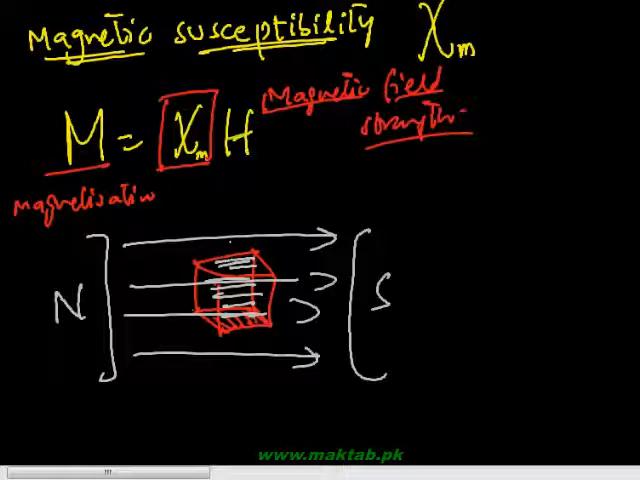 Magnetic susceptibility χm
M = χm H Magnetic field strength
magnetisation
N S
www.maktab.pk